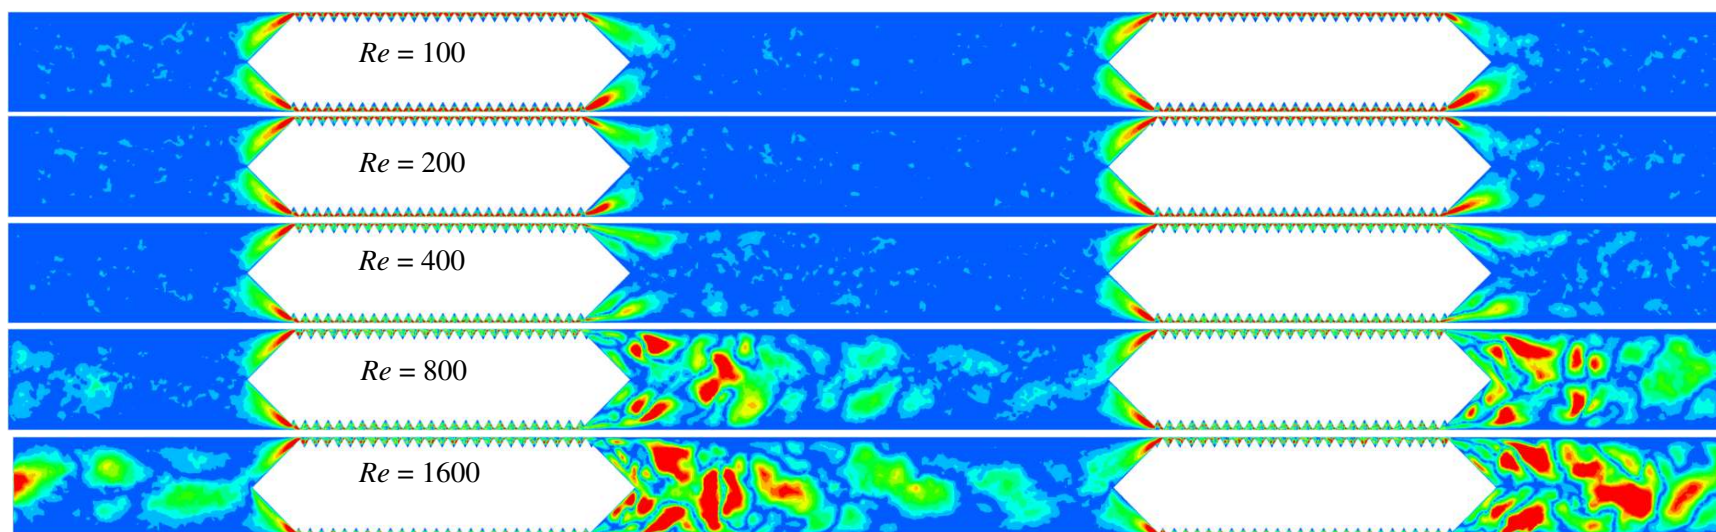 Re = 100
Re = 200
Re = 400
Re = 800
Re = 1600